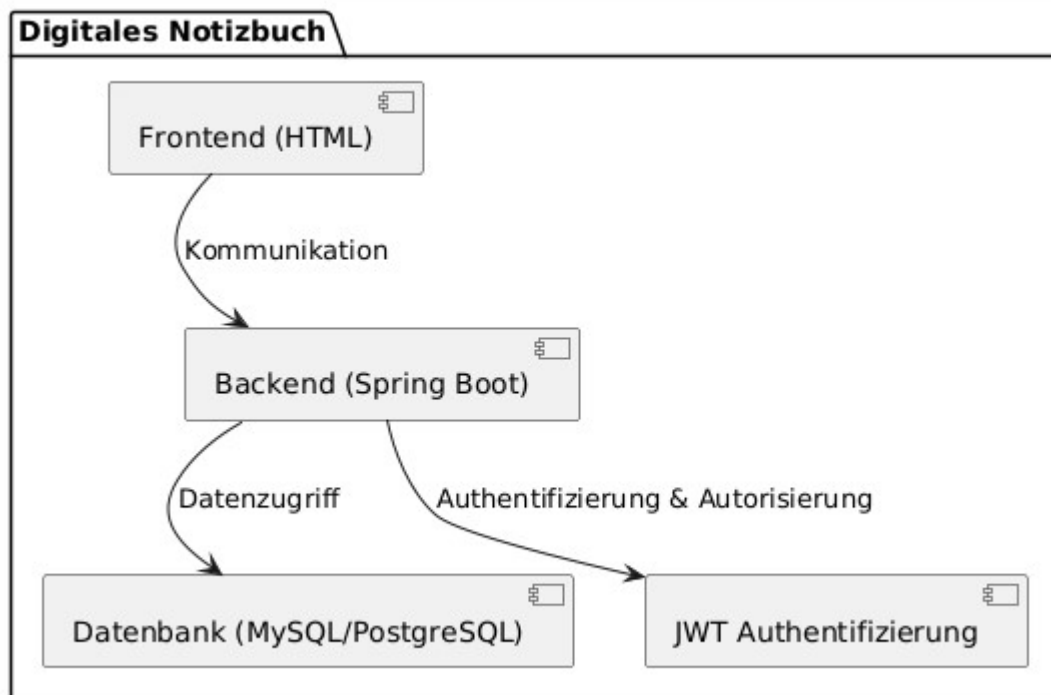 Digitales Notizbuch
Frontend (HTML)
Kommunikation
Backend (Spring Boot)
Datenzugriff
Authentifizierung & Autorisierung
Datenbank (MySQL/PostgreSQL)
JWT Authentifizierung